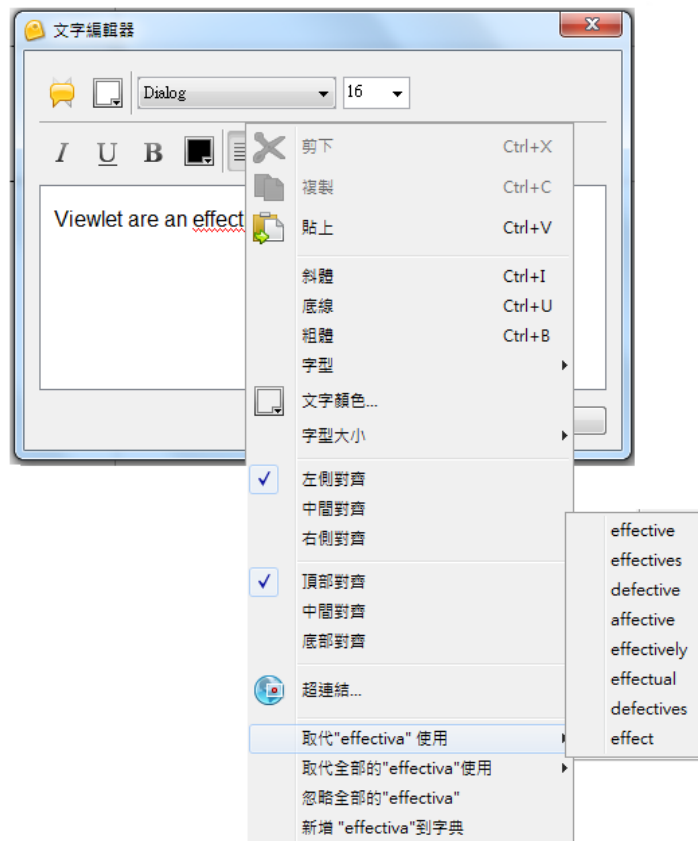 文字編輯器
Dialog 16
I U B
Viewlet are an effect
剪下 Ctrl+X
複製 Ctrl+C
貼上 Ctrl+V
斜體 Ctrl+I
底線 Ctrl+U
粗體 Ctrl+B
字型
文字顏色...
字型大小
左側對齊
中間對齊
右側對齊
頂部對齊
中間對齊
底部對齊
超連結...
取代"effectiva" 使用
取代全部的"effectiva"使用
忽略全部的"effectiva"
新增 "effectiva"到字典
effective
effectives
defective
affective
effectively
effectual
defectives
effect